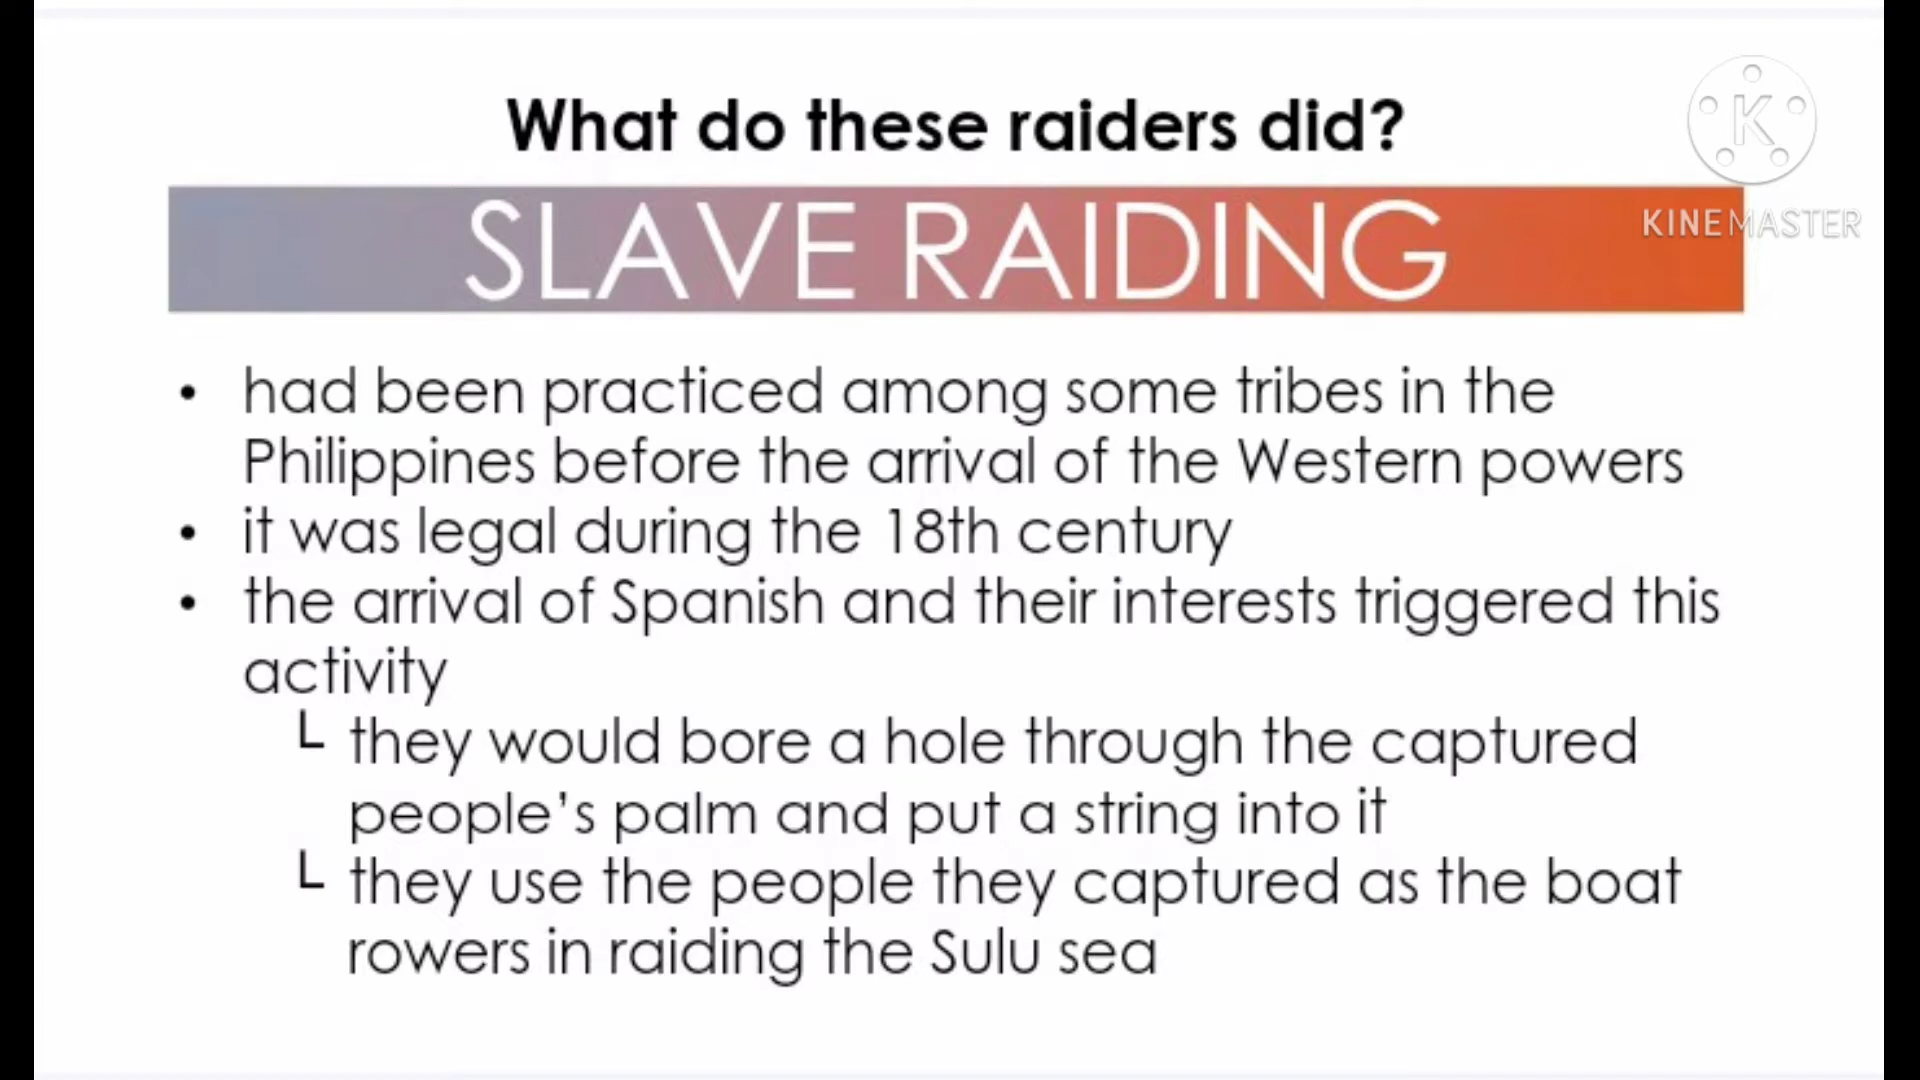 What do these raiders did?
K
KINEMASTER
SLAVE RAIDING
• had been practiced among some tribes in the
Philippines before the arrival of the Western powers
• it was legal during the 18th century
• the arrival of Spanish and their interests triggered this
activity
└ they would bore a hole through the captured
people’s palm and put a string into it
└ they use the people they captured as the boat
rowers in raiding the Sulu sea